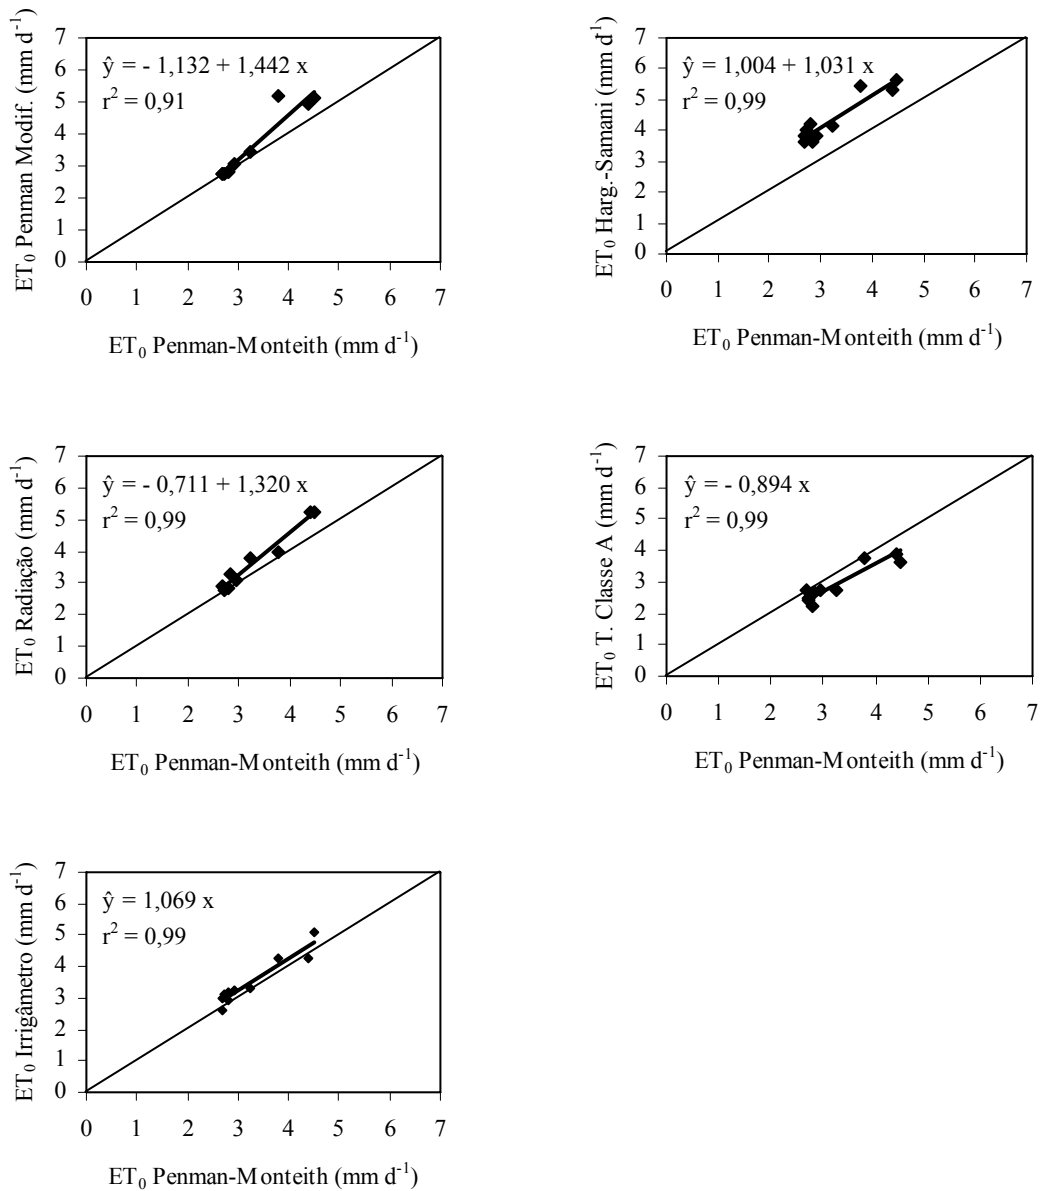 7
6
5
4
3
2
1
0
ET0 Penman Modif. (mm d-1)
ŷ = - 1,132 + 1,442 x
r2 = 0,91
0 1 2 3 4 5 6 7
ET0 Penman-Monteith (mm d-1)
7
6
5
4
3
2
1
0
ET0 Harg.-Samani (mm d-1)
ŷ = 1,004 + 1,031 x
r2 = 0,99
0 1 2 3 4 5 6 7
ET0 Penman-Monteith (mm d-1)
7
6
5
4
3
2
1
0
ET0 Radiação (mm d-1)
ŷ = - 0,711 + 1,320 x
r2 = 0,99
0 1 2 3 4 5 6 7
ET0 Penman-Monteith (mm d-1)
7
6
5
4
3
2
1
0
ET0 T. Classe A (mm d-1)
ŷ = - 0,894 x
r2 = 0,99
0 1 2 3 4 5 6 7
ET0 Penman-Monteith (mm d-1)
7
6
5
4
3
2
1
0
ET0 Irrigâmetro (mm d-1)
ŷ = 1,069 x
r2 = 0,99
0 1 2 3 4 5 6 7
ET0 Penman-Monteith (mm d-1)